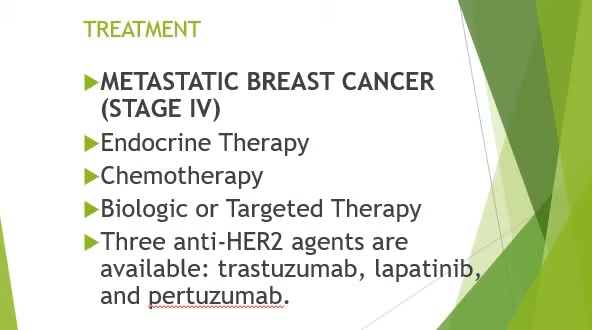 TREATMENT
METASTATIC BREAST CANCER
(STAGE IV)
Endocrine Therapy
Chemotherapy
Biologic or Targeted Therapy
Three anti-HER2 agents are
available: trastuzumab, lapatinib,
and pertuzumab.